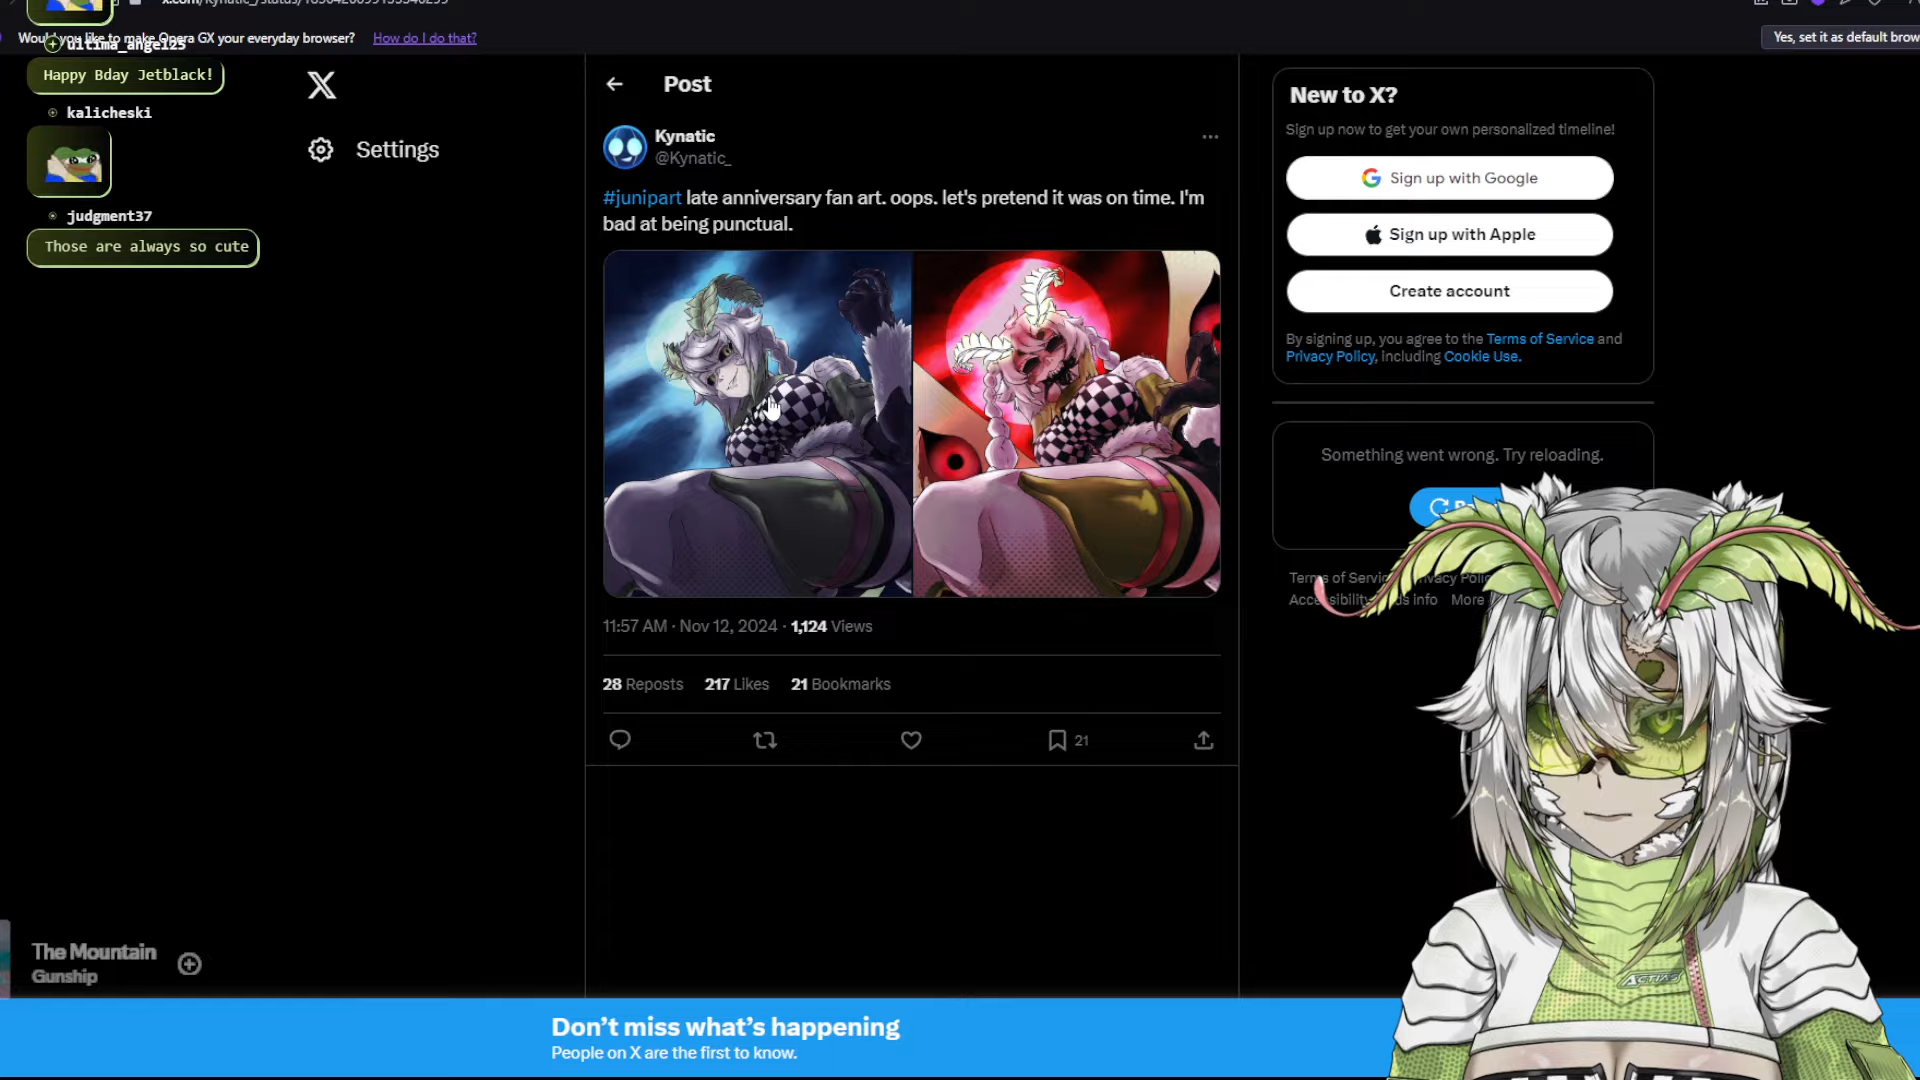 Would you like to make Opera GX your everyday browser? How do I do that?
Yes, set it as default brow
ultima_angel25
Happy Bday Jetblack!
kalicheski
judgment37
Those are always so cute
Settings
Post
Kynatic
@Kynatic_
#junipart late anniversary fan art. oops. let's pretend it was on time. I'm
bad at being punctual.
11:57 AM · Nov 12, 2024 · 1,124 Views
28 Reposts 217 Likes 21 Bookmarks
21
New to X?
Sign up now to get your own personalized timeline!
Sign up with Google
Sign up with Apple
Create account
By signing up, you agree to the Terms of Service and
Privacy Policy, including Cookie Use.
Something went wrong. Try reloading.
Terms of Servic
info More
The Mountain
Gunship
Don't miss what's happening
People on X are the first to know.